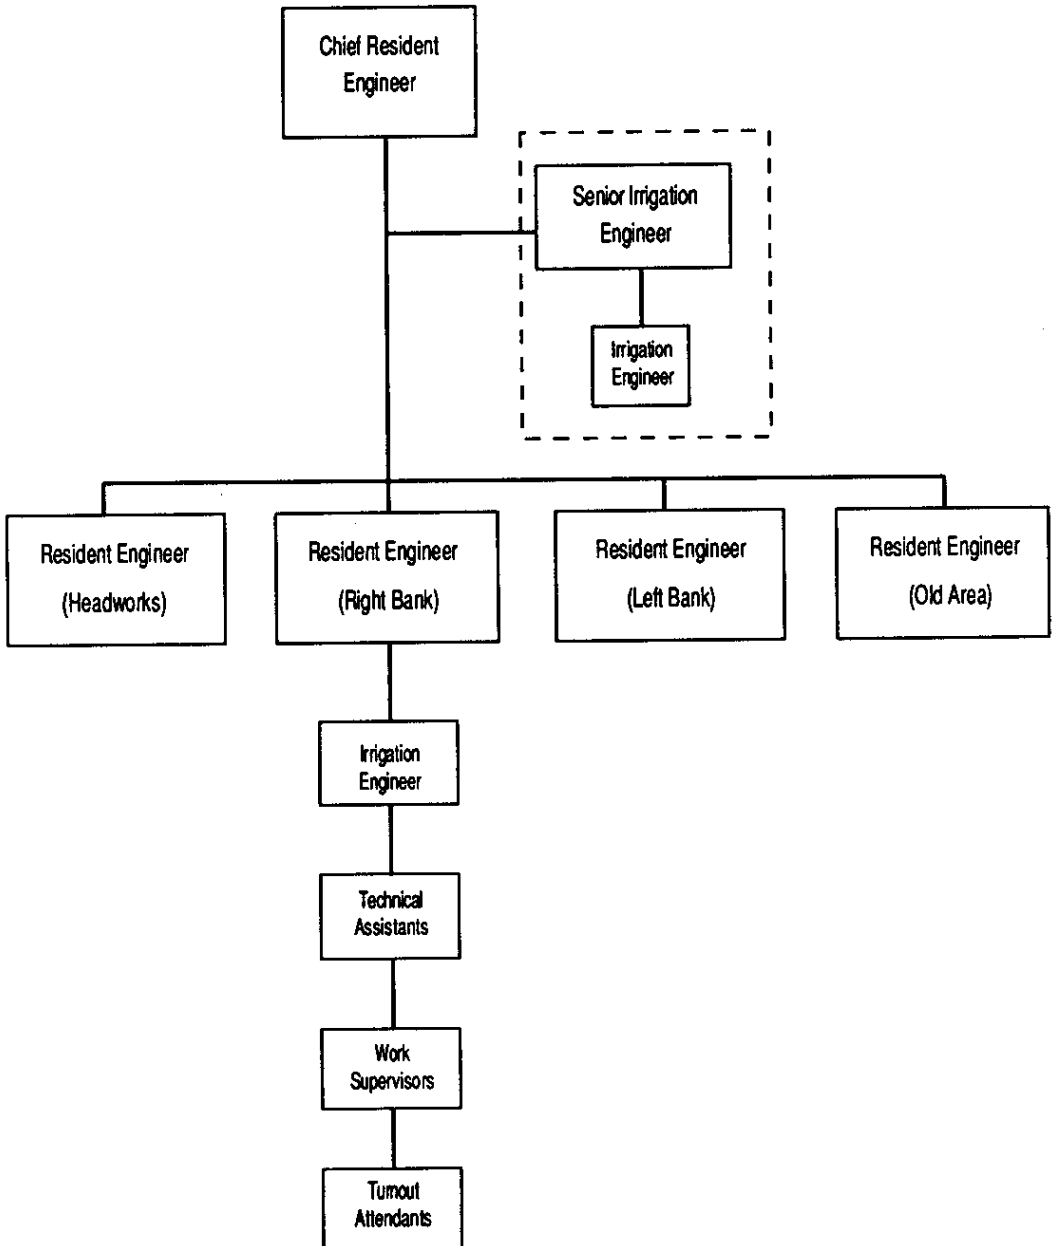 Chief Resident
Engineer
Senior Irrigation
Engineer
Irrigation
Engineer
Resident Engineer
(Headworks)
Resident Engineer
(Right Bank)
Resident Engineer
(Left Bank)
Resident Engineer
(Old Area)
Irrigation
Engineer
Technical
Assistants
Work
Supervisors
Turnout
Attendants